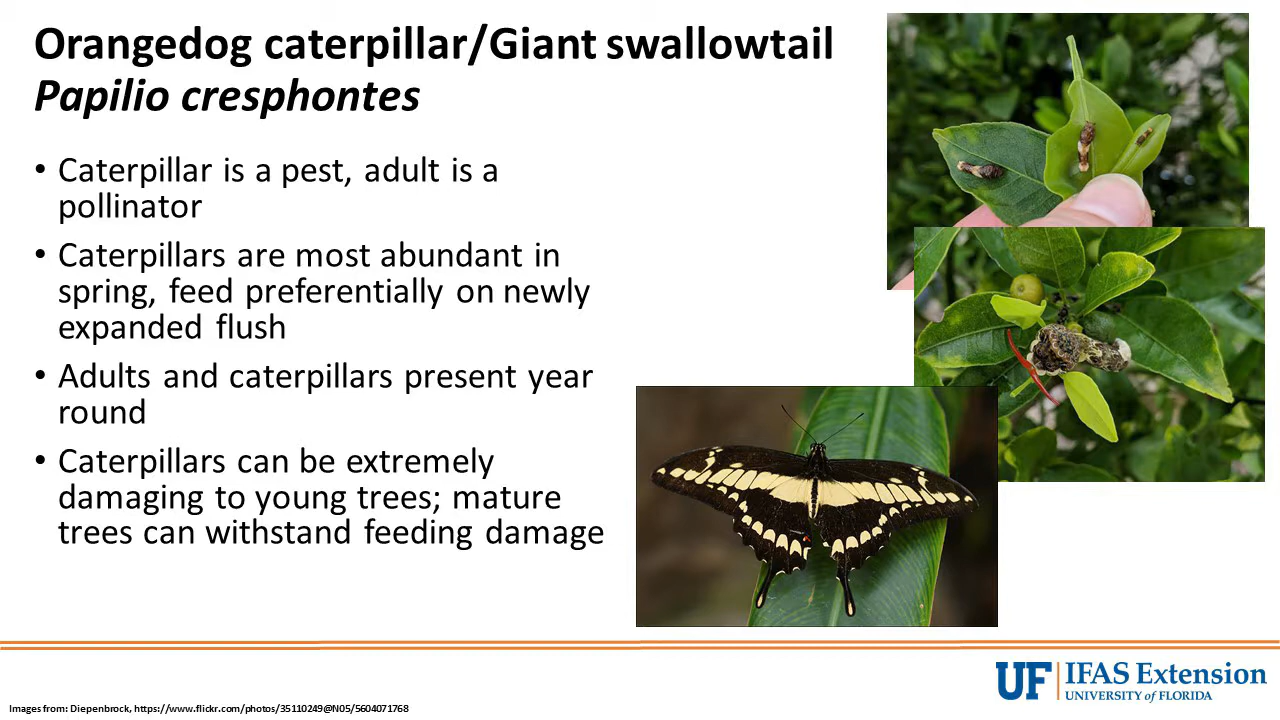 Orangedog caterpillar/Giant swallowtail
Papilio cresphontes
• Caterpillar is a pest, adult is a
pollinator
• Caterpillars are most abundant in
spring, feed preferentially on newly
expanded flush
• Adults and caterpillars present year
round
• Caterpillars can be extremely
damaging to young trees; mature
trees can withstand feeding damage
UF IFAS Extension
UNIVERSITY of FLORIDA
Images from: Diepenbrock, https://www.flickr.com/photos/35110249@N05/5604071768